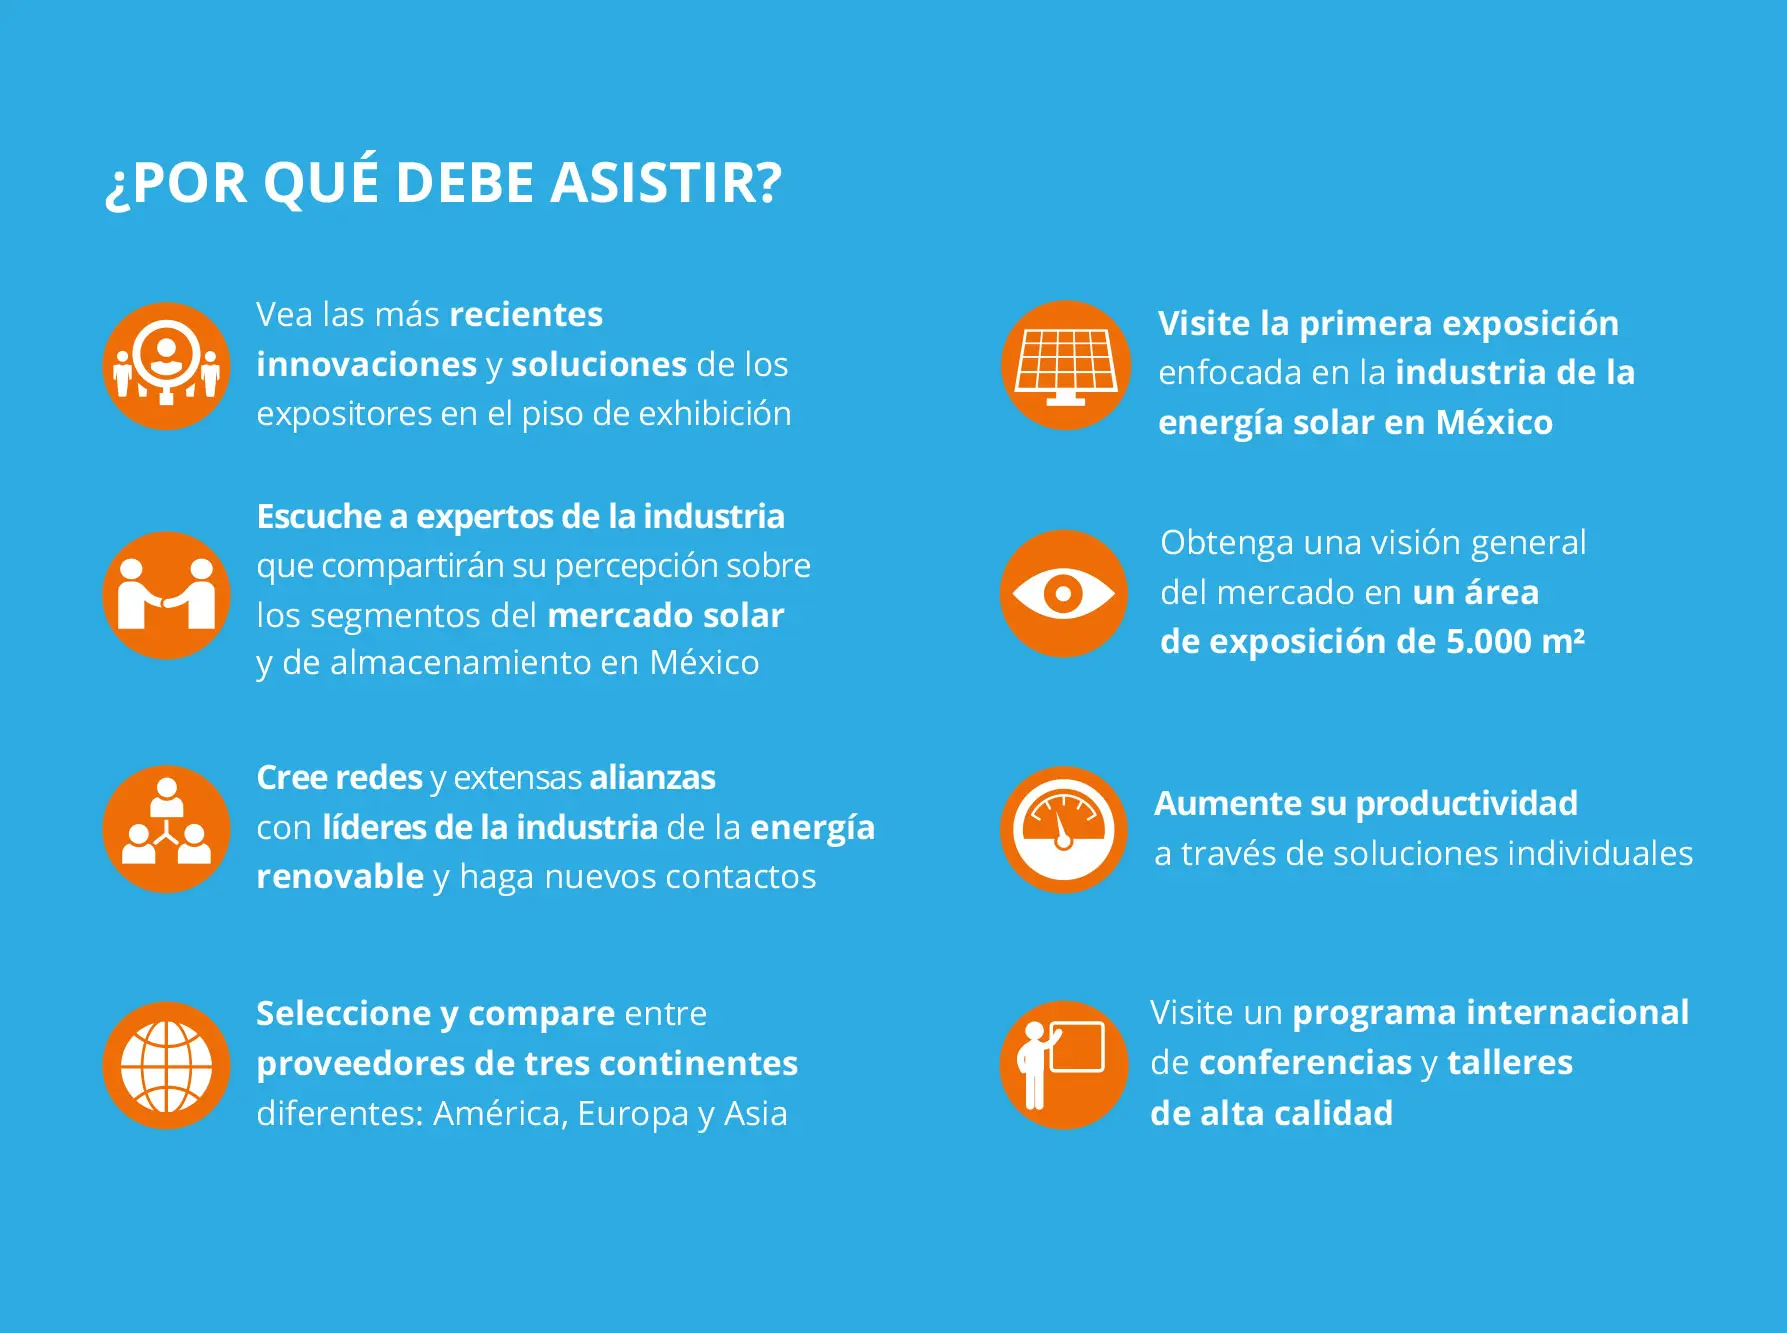 ¿POR QUÉ DEBE ASISTIR?
Vea las más recientes
innovaciones y soluciones de los
expositores en el piso de exhibición
Escuche a expertos de la industria
que compartirán su percepción sobre
los segmentos del mercado solar
y de almacenamiento en México
Cree redes y extensas alianzas
con líderes de la industria de la energía
renovable y haga nuevos contactos
Seleccione y compare entre
proveedores de tres continentes
diferentes: América, Europa y Asia
Visite la primera exposición
enfocada en la industria de la
energía solar en México
Obtenga una visión general
del mercado en un área
de exposición de 5.000 m²
Aumente su productividad
a través de soluciones individuales
Visite un programa internacional
de conferencias y talleres
de alta calidad